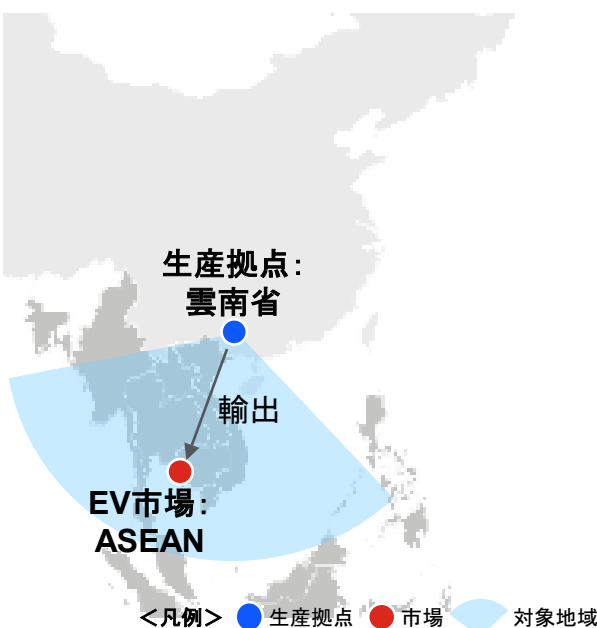 生産拠点：
雲南省
輸出
EV市場：
ASEAN
＜凡例＞ 生産拠点 市場 対象地域